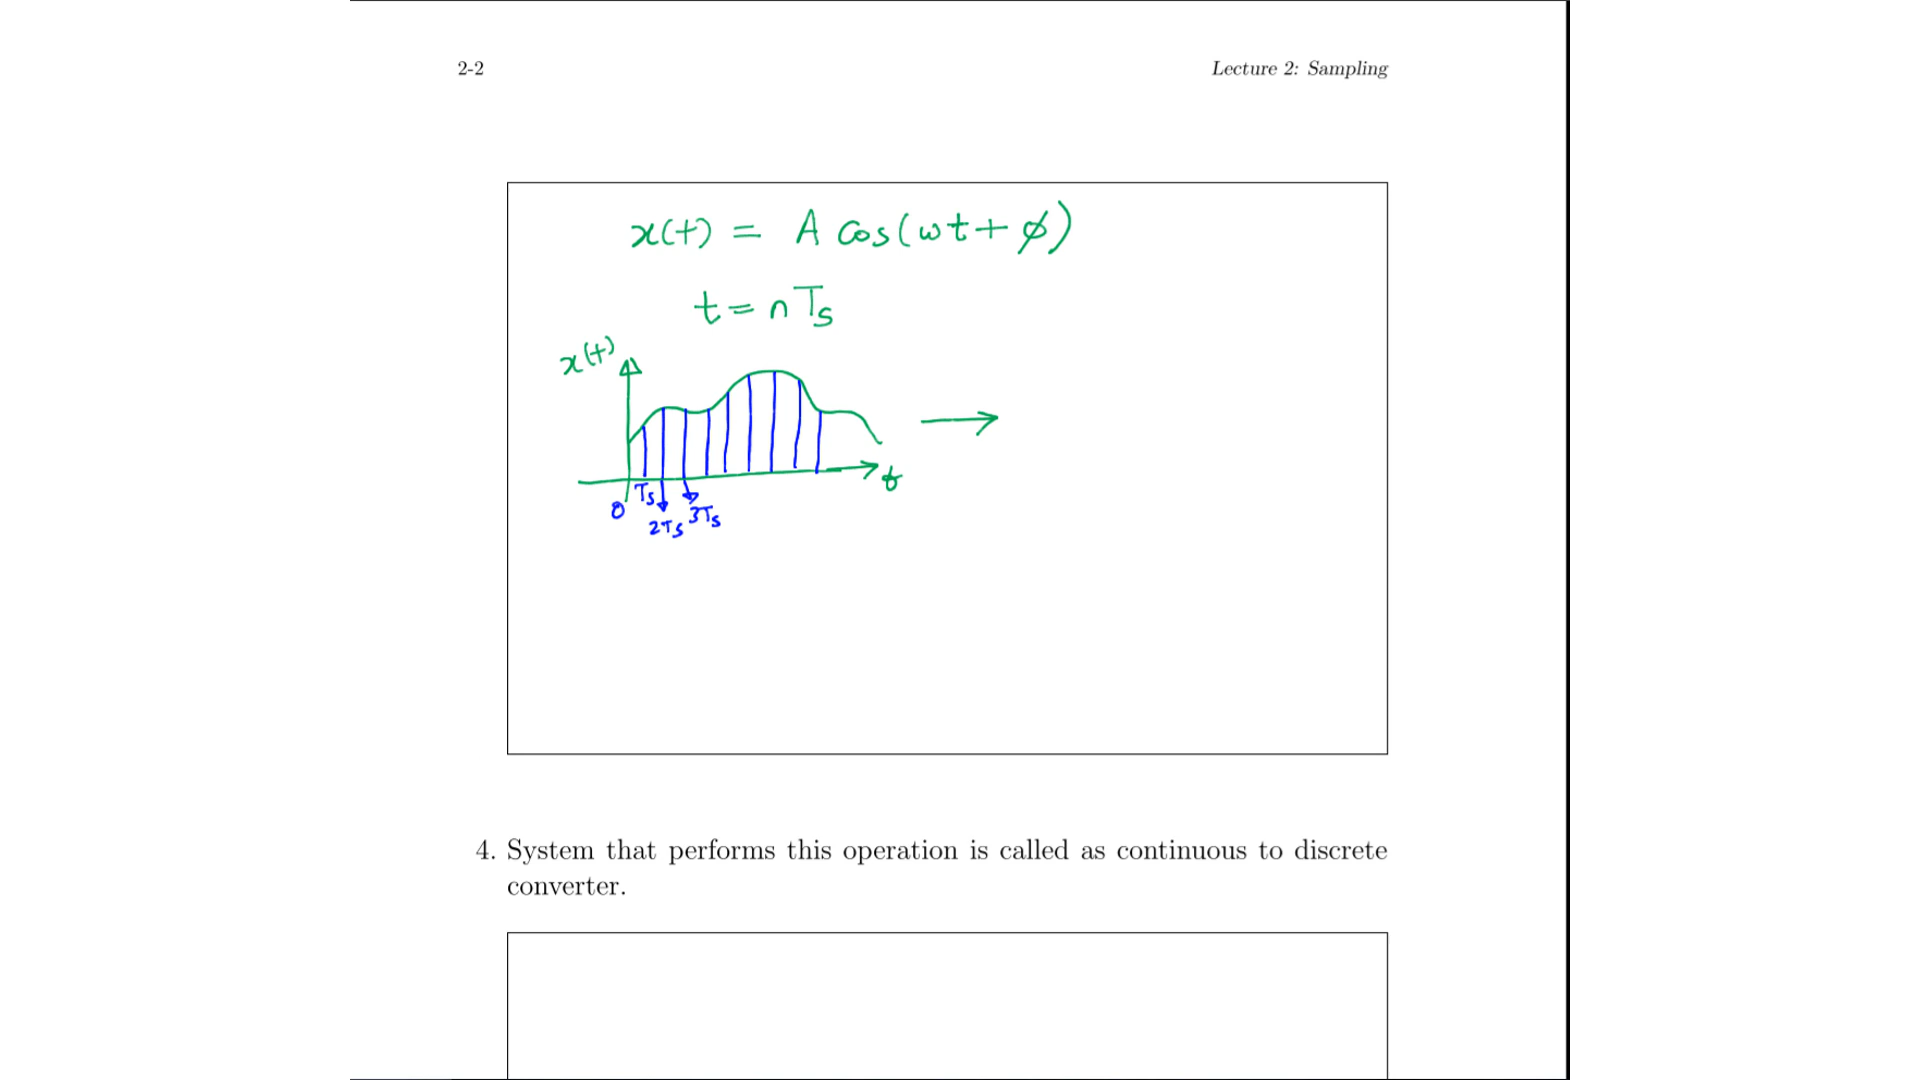 2-2 Lecture 2: Sampling
x(t) = A cos(ωt + φ)
t = nTs
x(t)
t
0 Ts
2Ts 3Ts
4. System that performs this operation is called as continuous to discrete
converter.